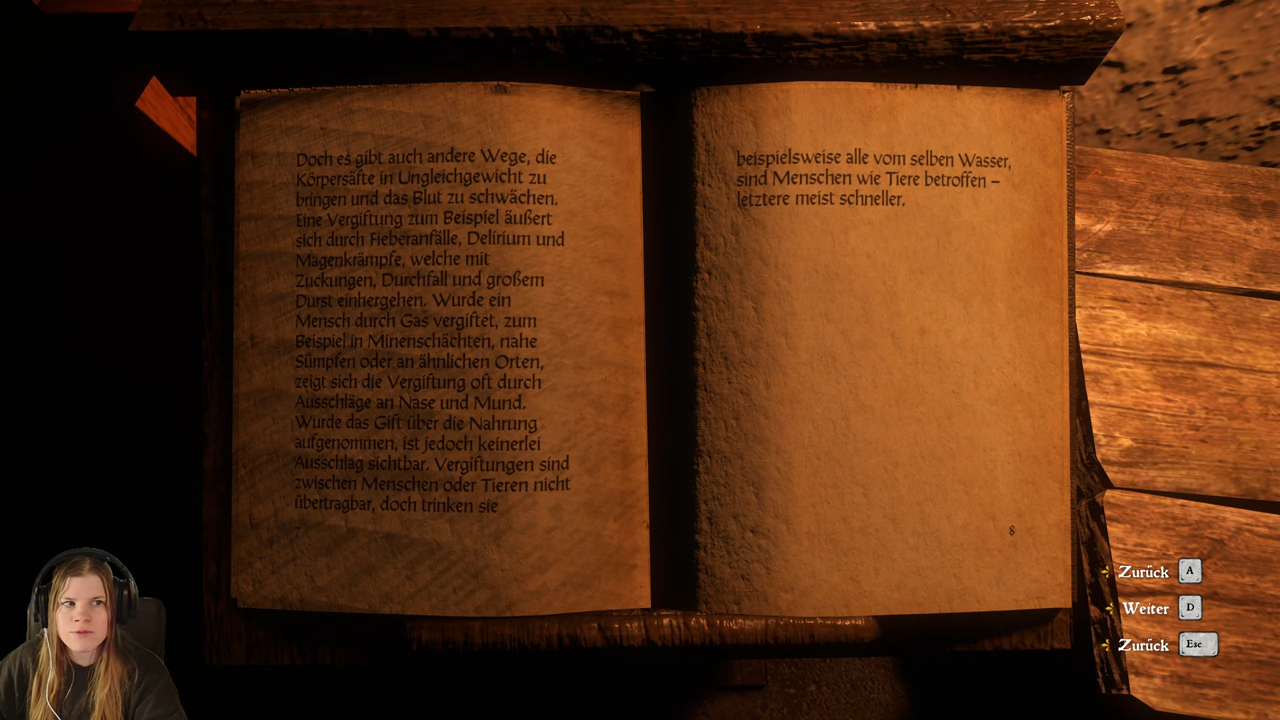 Doch es gibt auch andere Wege, die
Körpersäfte in Ungleichgewicht zu
bringen und das Blut zu schwächen.
Eine Vergiftung zum Beispiel äußert
sich durch Fieberanfälle, Delirium und
Magenkrämpfe, welche mit
Zuckungen, Durchfall und großem
Durst einhergehen. Wurde ein
Mensch durch Gas vergiftet, zum
Beispiel in Minenschächten, nahe
Sümpfen oder an ähnlichen Orten,
zeigt sich die Vergiftung oft durch
Ausschläge an Nase und Mund.
Wurde das Gift über die Nahrung
aufgenommen, ist jedoch keinerlei
Ausschlag sichtbar. Vergiftungen sind
zwischen Menschen oder Tieren nicht
übertragbar, doch trinken sie
7
beispielsweise alle vom selben Wasser,
sind Menschen wie Tiere betroffen –
letztere meist schneller.
8
Zurück A
Weiter D
Zurück Esc